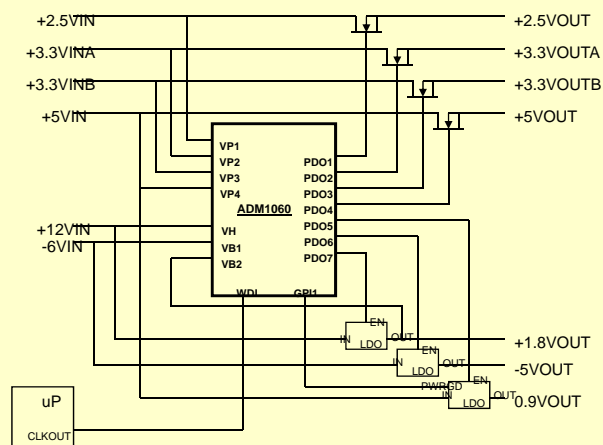 +2.5VIN
+2.5VOUT
+3.3VINA
+3.3VOUTA
+3.3VINB
+3.3VOUTB
+5VIN
+5VOUT
VP1
VP2
VP3
VP4
PDO1
PDO2
PDO3
PDO4
PDO5
PDO6
PDO7
ADM1060
+12VIN
-6VIN
VH
VB1
VB2
WDI
GPI1
EN
IN
OUT
LDO
+1.8VOUT
EN
IN
OUT
LDO
-5VOUT
PWRGD
EN
IN
OUT
LDO
0.9VOUT
uP
CLKOUT